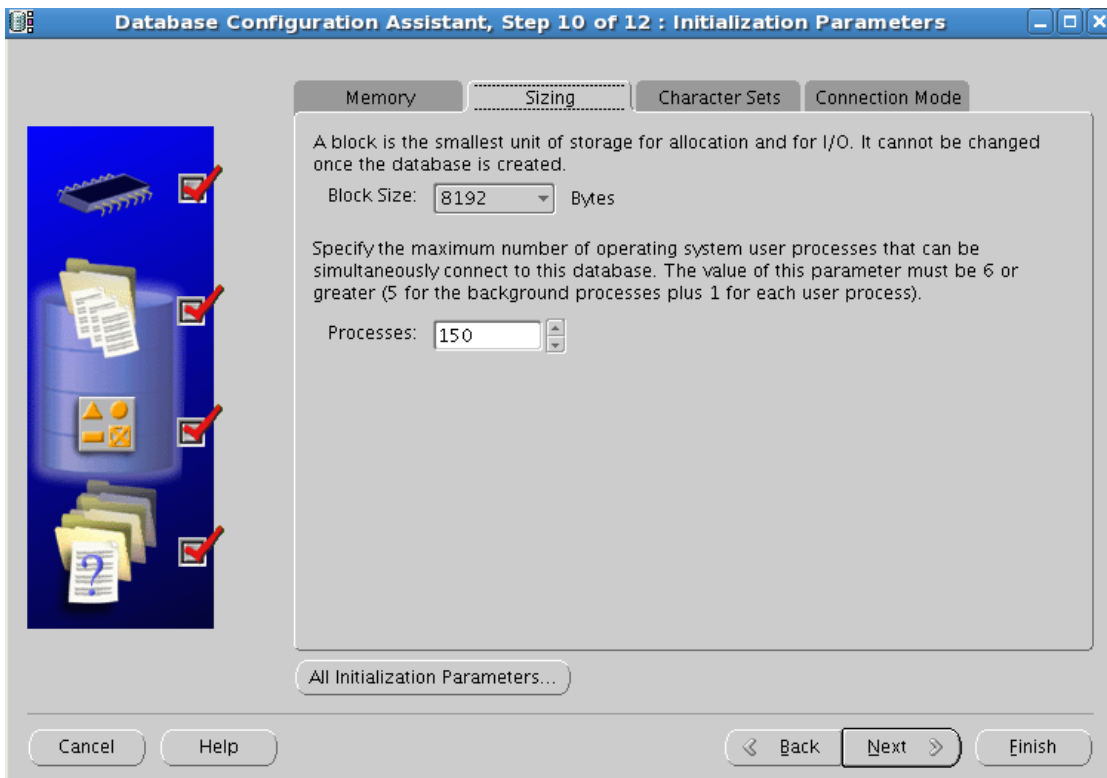 Database Configuration Assistant, Step 10 of 12 : Initialization Parameters
Memory
Sizing
Character Sets
Connection Mode
A block is the smallest unit of storage for allocation and for I/O. It cannot be changed
once the database is created.
Block Size: 8192 Bytes
Specify the maximum number of operating system user processes that can be
simultaneously connect to this database. The value of this parameter must be 6 or
greater (5 for the background processes plus 1 for each user process).
Processes: 150
?
All Initialization Parameters...
Cancel
Help
Back
Next
Finish